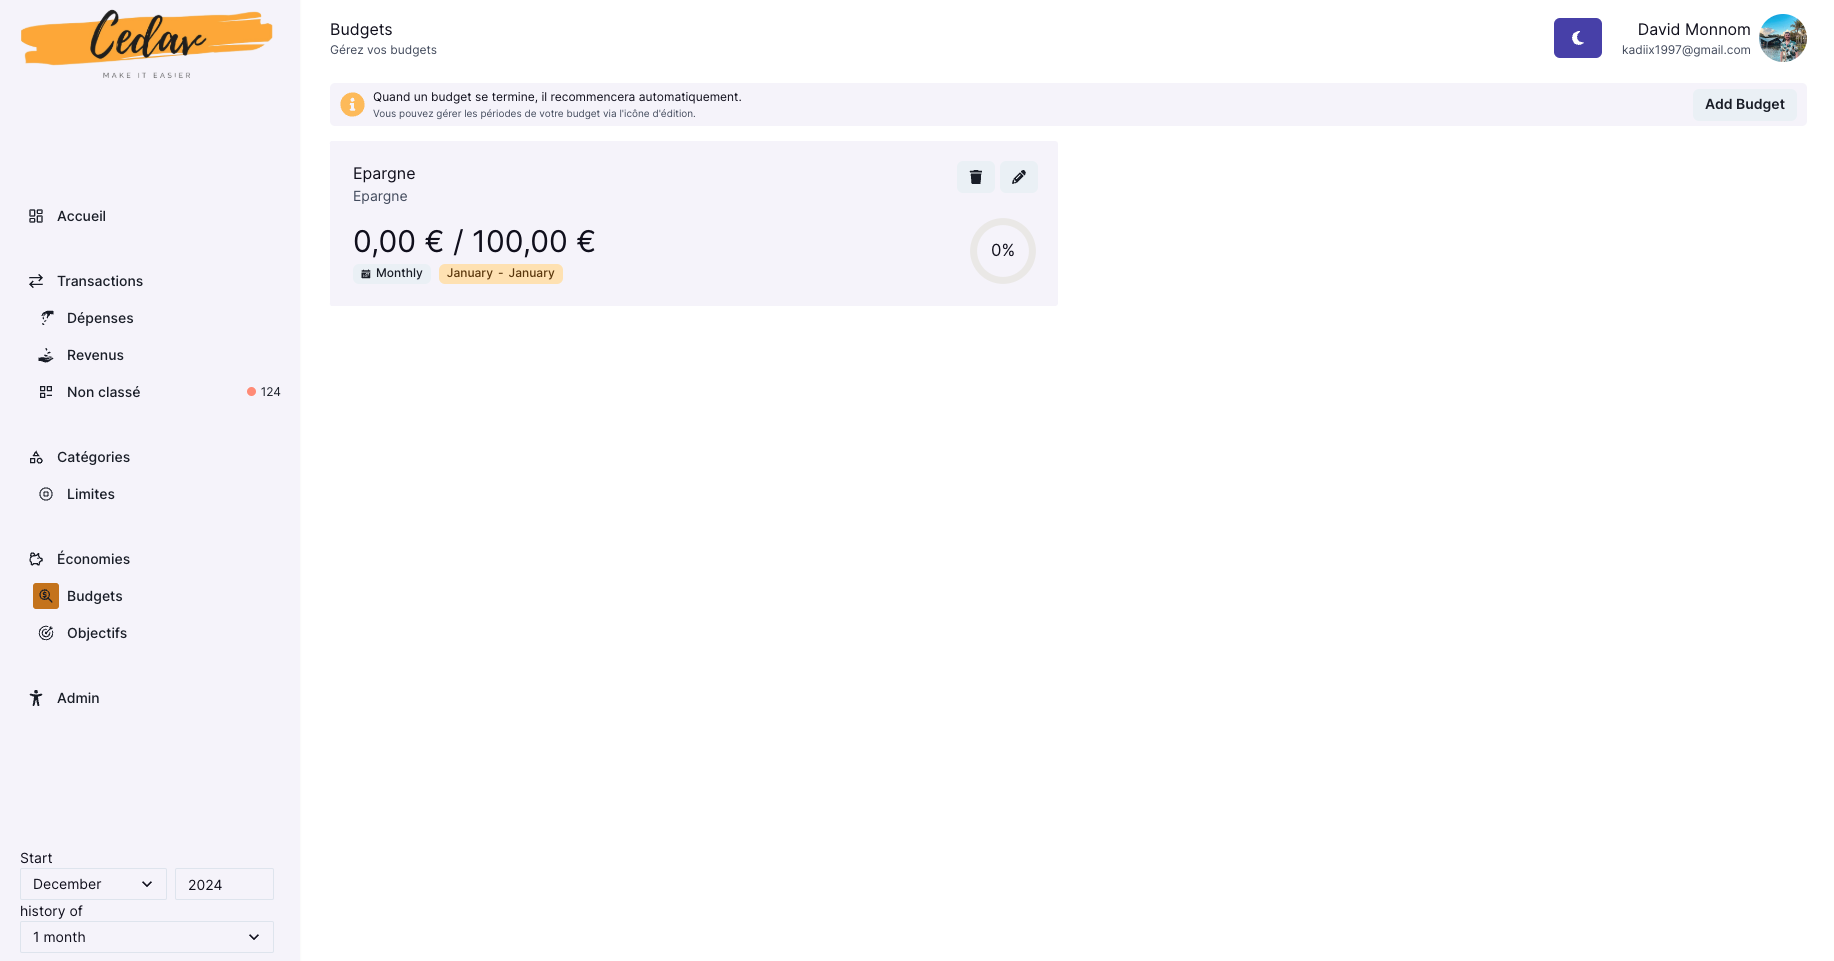 Cedav
MAKE IT EASIER
Accueil
Transactions
Dépenses
Revenus
Non classé 124
Catégories
Limites
Économies
Budgets
Objectifs
Admin
Start
December 2024
history of
1 month
Budgets
Gérez vos budgets
David Monnom
kadiix1997@gmail.com
Quand un budget se termine, il recommencera automatiquement.
Vous pouvez gérer les périodes de votre budget via l'icône d'édition.
Add Budget
Epargne
Epargne
0,00 € / 100,00 €
Monthly January - January
0%